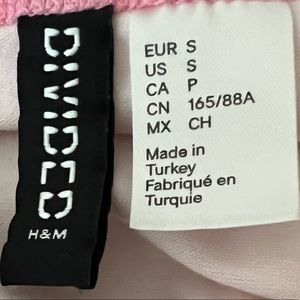 DIVIDED
H&M
EUR S
US S
CA P
CN 165/88A
MX CH
Made in
Turkey
Fabriqué en
Turquie